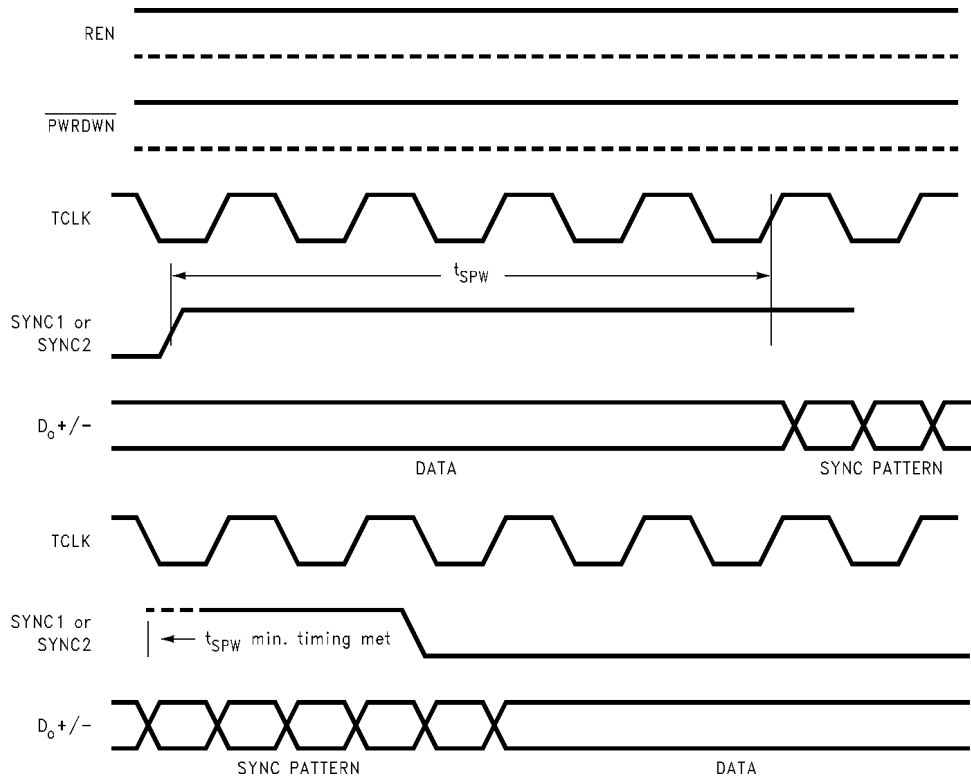 REN
PWRDWN
TCLK
tSPW
SYNC1 or
SYNC2
Do+/-
DATA
SYNC PATTERN
TCLK
SYNC1 or
SYNC2
tSPW min. timing met
Do+/-
SYNC PATTERN
DATA